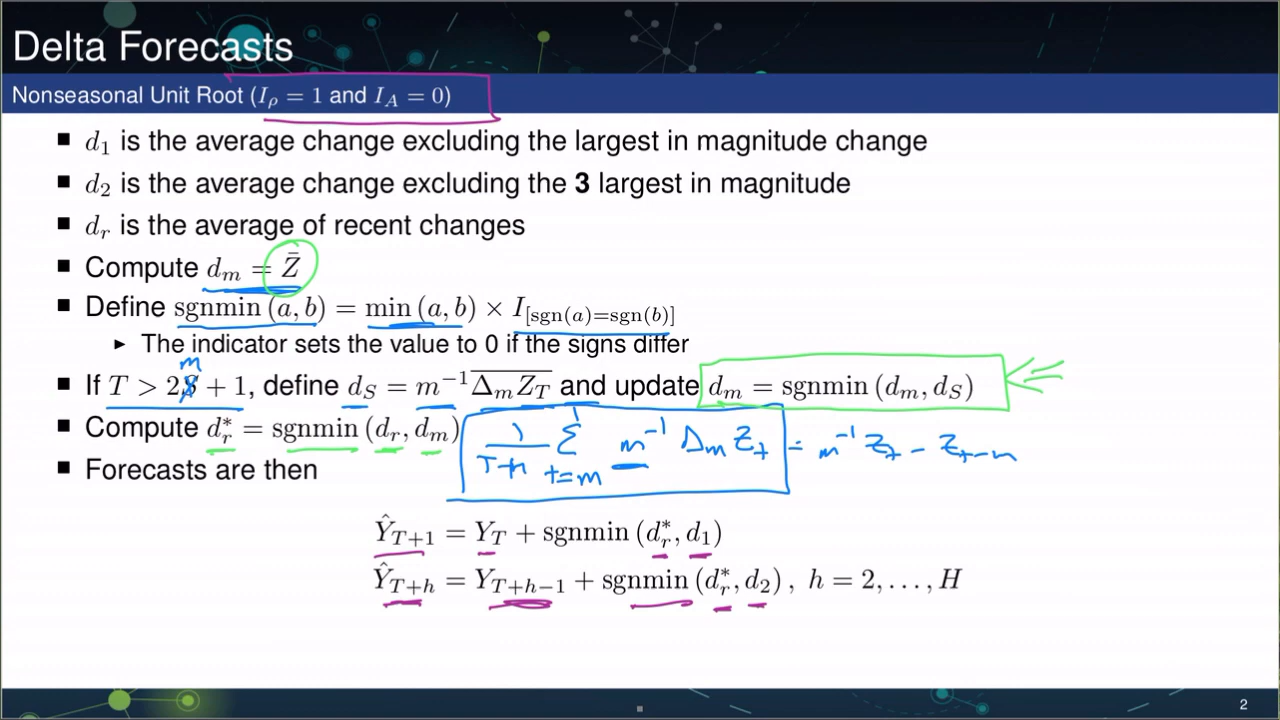 Delta Forecasts
Nonseasonal Unit Root (I_ρ = 1 and I_A = 0)
■ d_1 is the average change excluding the largest in magnitude change
■ d_2 is the average change excluding the 3 largest in magnitude
■ d_r is the average of recent changes
■ Compute d_m = Z̄
■ Define sgnmin (a, b) = min (a, b) × I_[sgn(a)=sgn(b)]
► The indicator sets the value to 0 if the signs differ
m
■ If T > 2S + 1, define d_S = m^{-1} \overline{Δ_m Z_T} and update d_m = sgnmin (d_m, d_S)
■ Compute d_r^* = sgnmin (d_r, d_m)
Σ m^{-1} Δ_m Z_t = m^{-1} Z_t - Z_{t-m}
t=m
■ Forecasts are then
Ŷ_{T+1} = Y_T + sgnmin (d_r^*, d_1)
Ŷ_{T+h} = Y_{T+h−1} + sgnmin (d_r^*, d_2) , h = 2, . . . , H
2